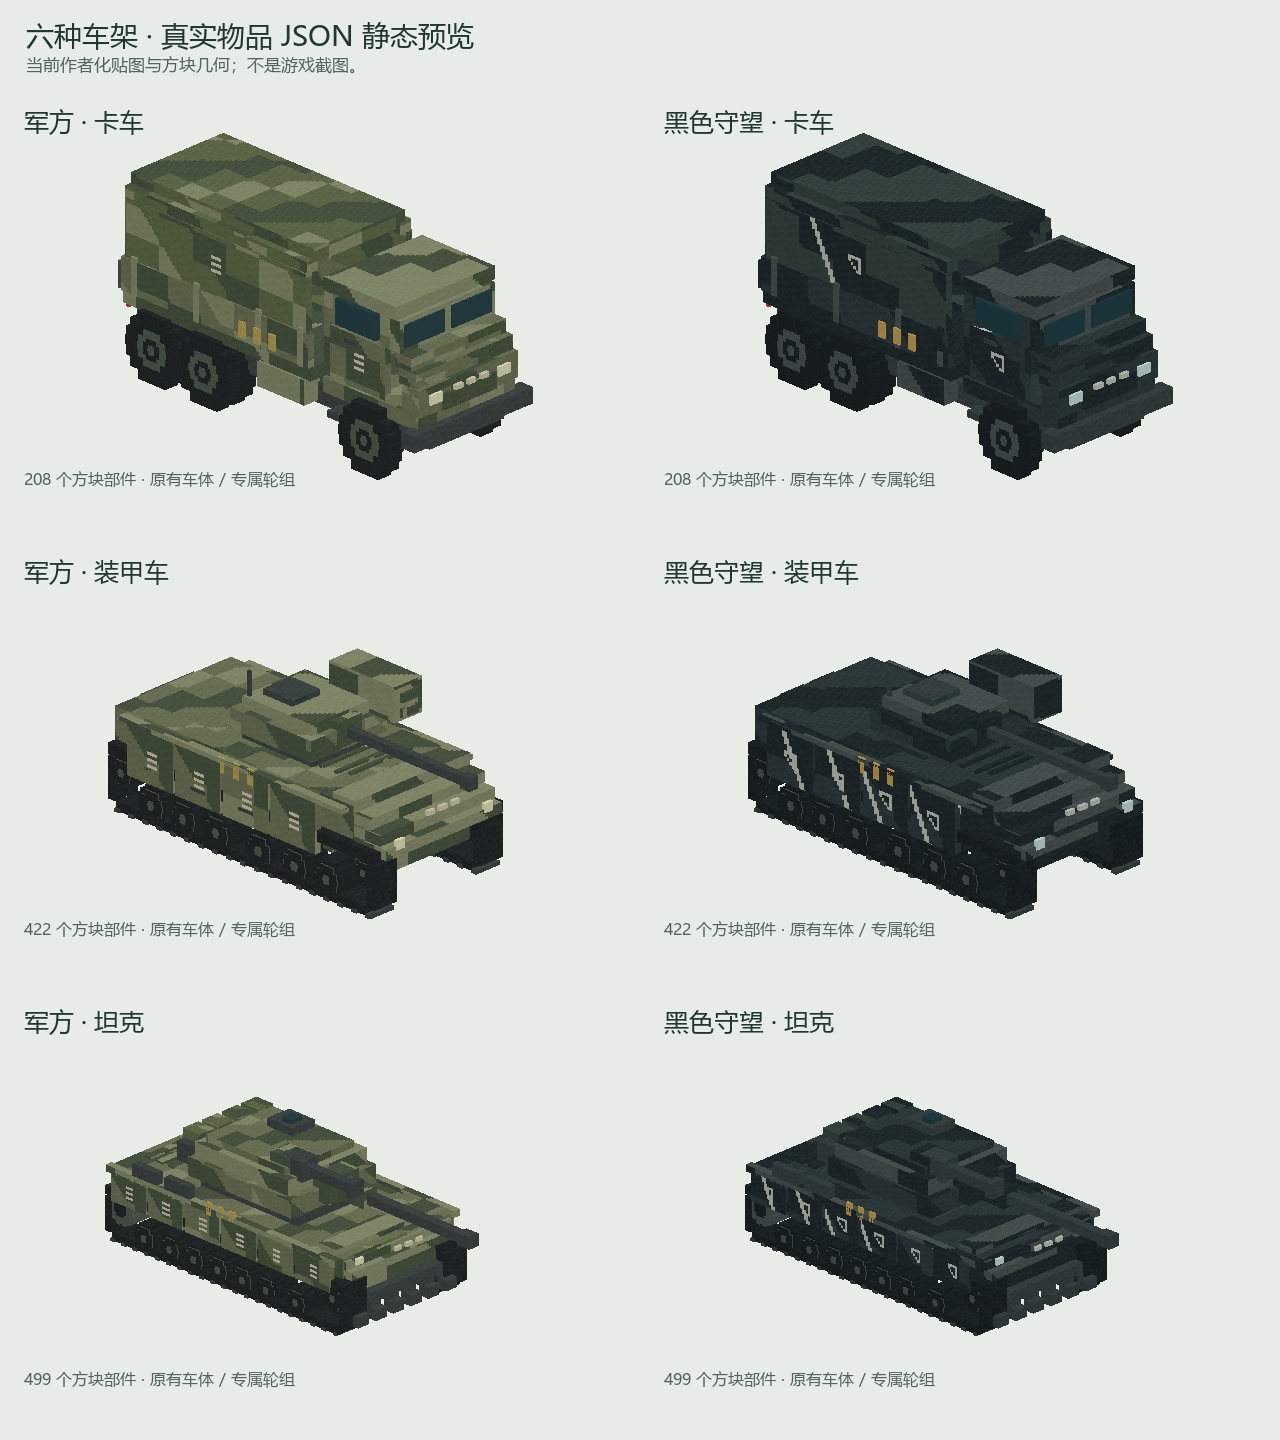 六种车架 · 真实物品 JSON 静态预览
当前作者化贴图与方块几何；不是游戏截图。
军方 · 卡车
黑色守望 · 卡车
208 个方块部件 · 原有车体 / 专属轮组
208 个方块部件 · 原有车体 / 专属轮组
军方 · 装甲车
黑色守望 · 装甲车
422 个方块部件 · 原有车体 / 专属轮组
422 个方块部件 · 原有车体 / 专属轮组
军方 · 坦克
黑色守望 · 坦克
499 个方块部件 · 原有车体 / 专属轮组
499 个方块部件 · 原有车体 / 专属轮组